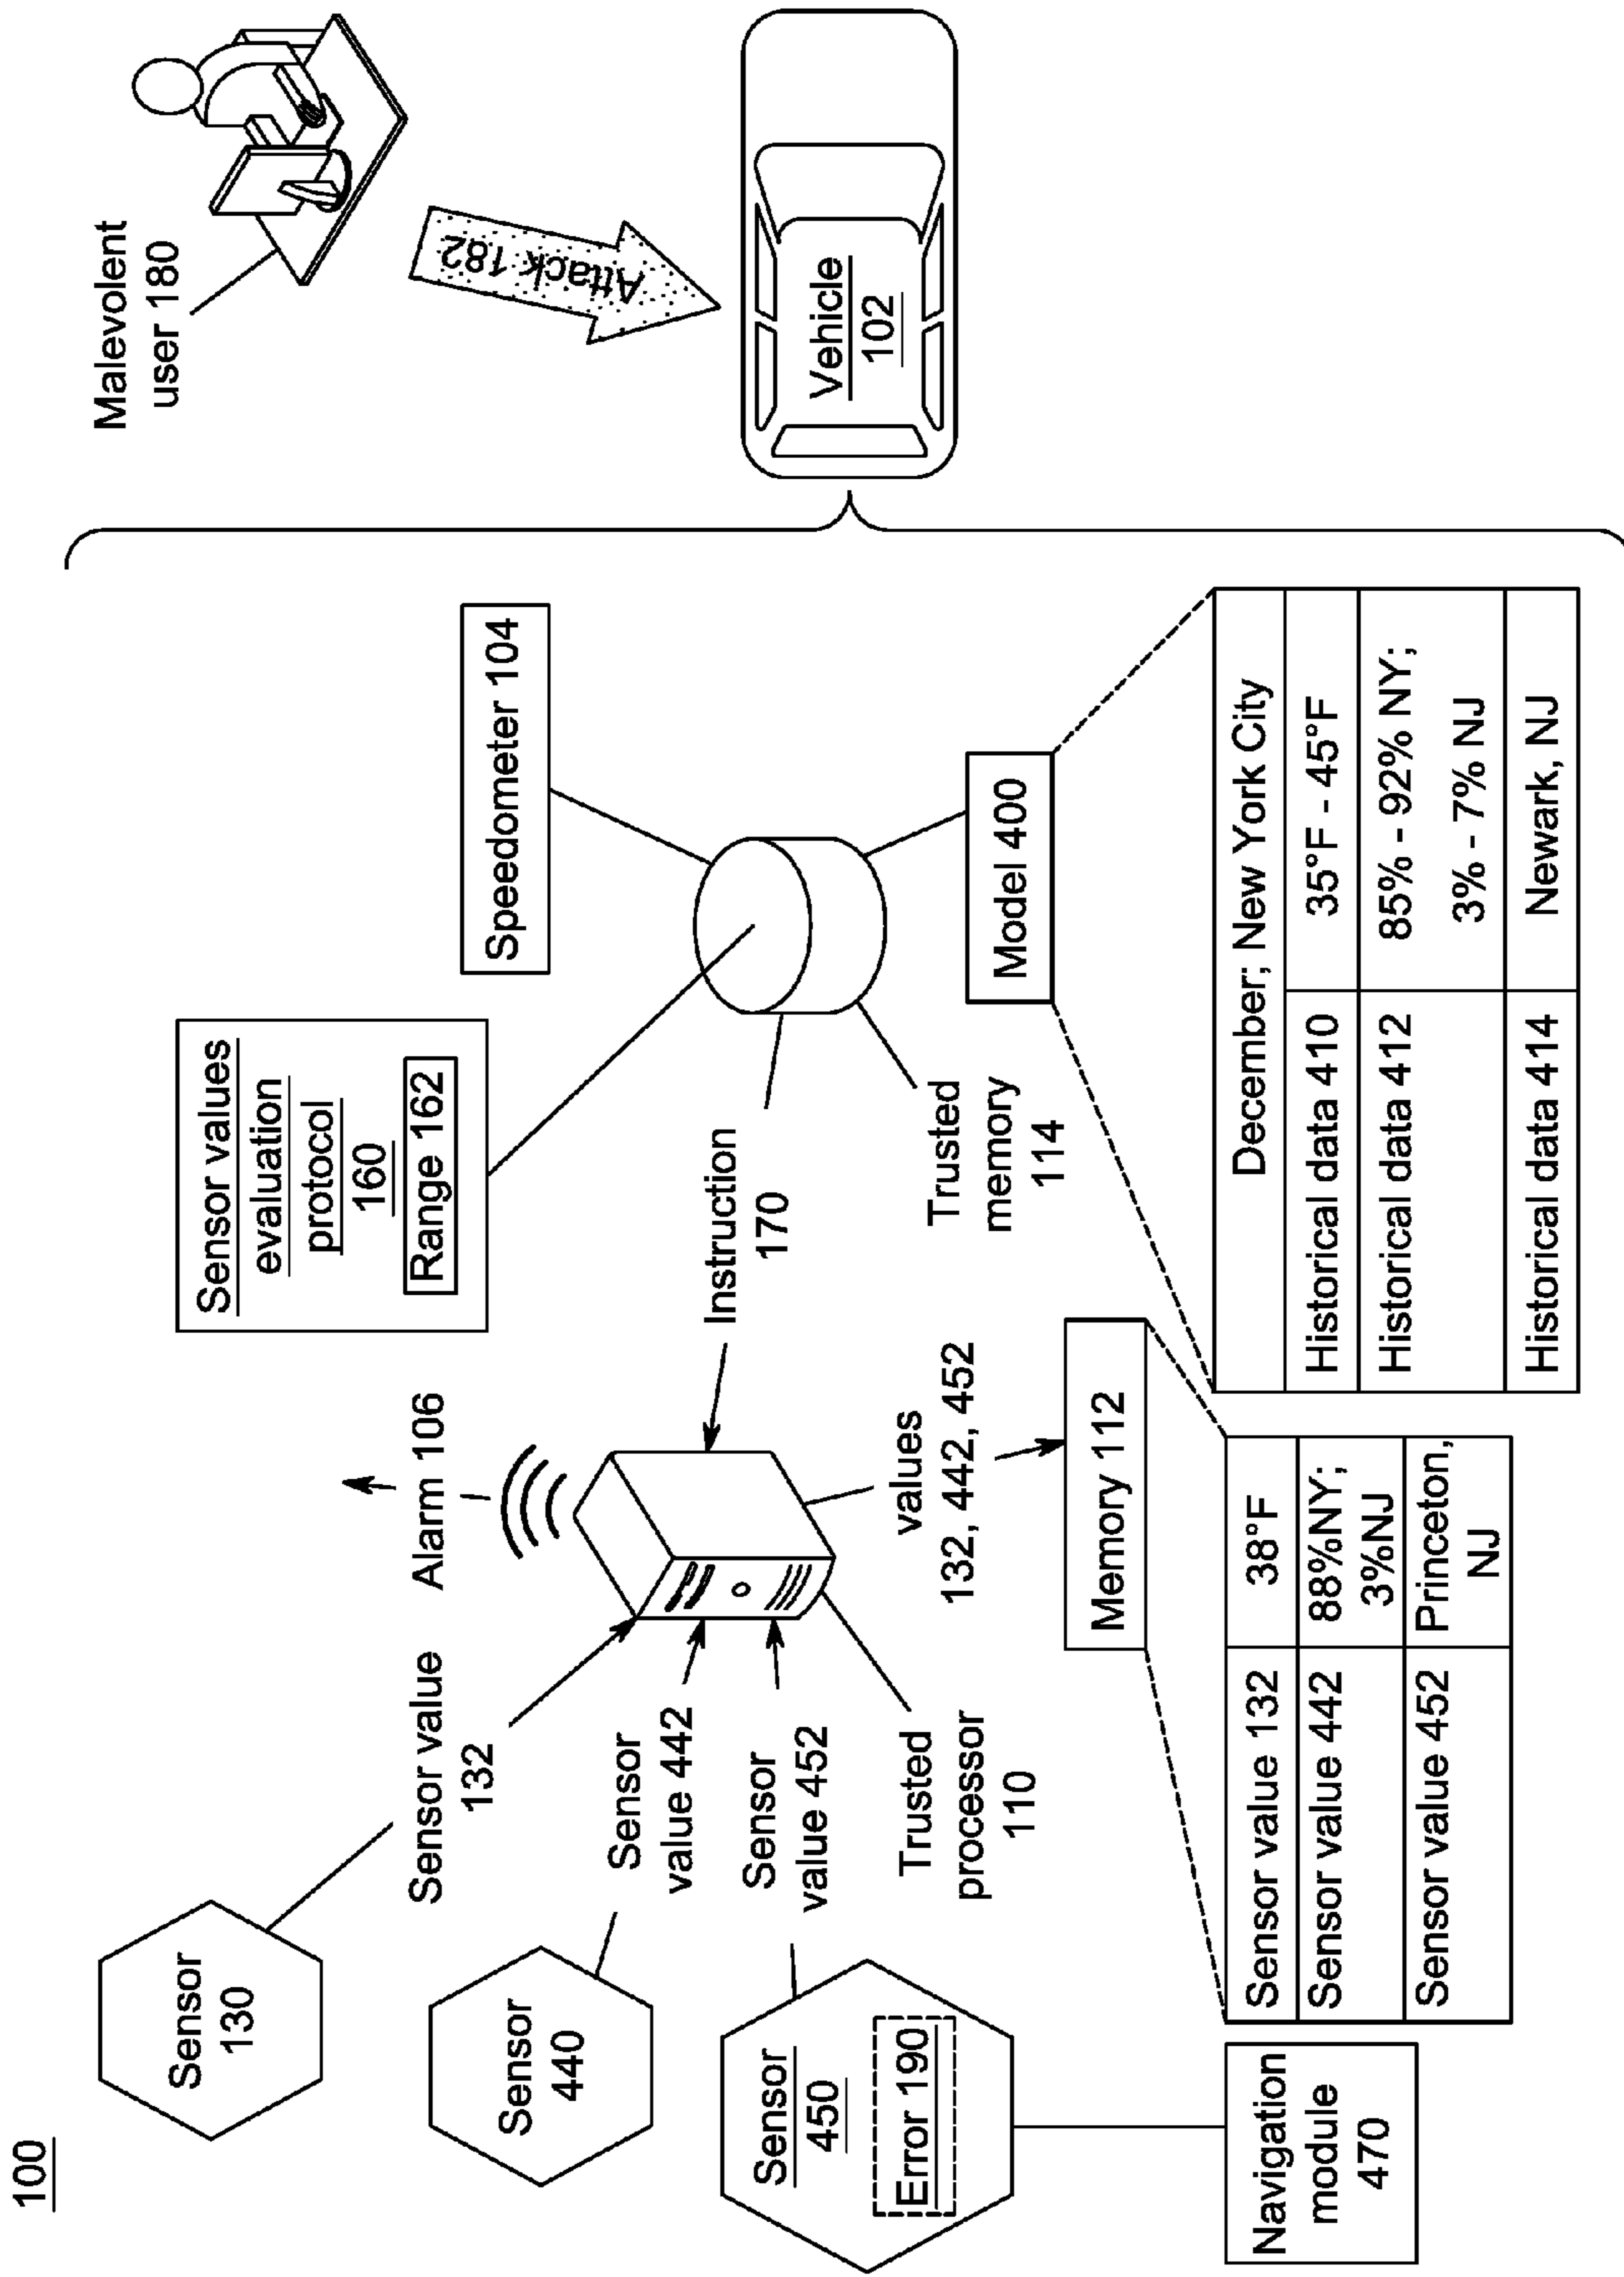 100
Sensor
130
Sensor
440
Sensor
450
Error 190
Navigation
module
470
Sensor value
132
Sensor
value 442
Sensor
value 452
Trusted
processor
110
Alarm 106
values
132, 442, 452
Memory 112
Sensor value 132
38°F
Sensor value 442
88%NY;
3%NJ
Sensor value 452
Princeton,
NJ
Instruction
170
Sensor values
evaluation
protocol
160
Range 162
Trusted
memory
114
Speedometer 104
Model 400
December; New York City
Historical data 410
35°F - 45°F
Historical data 412
85% - 92% NY;
3% - 7% NJ
Historical data 414
Newark, NJ
Malevolent
user 180
Attack 182
Vehicle
102